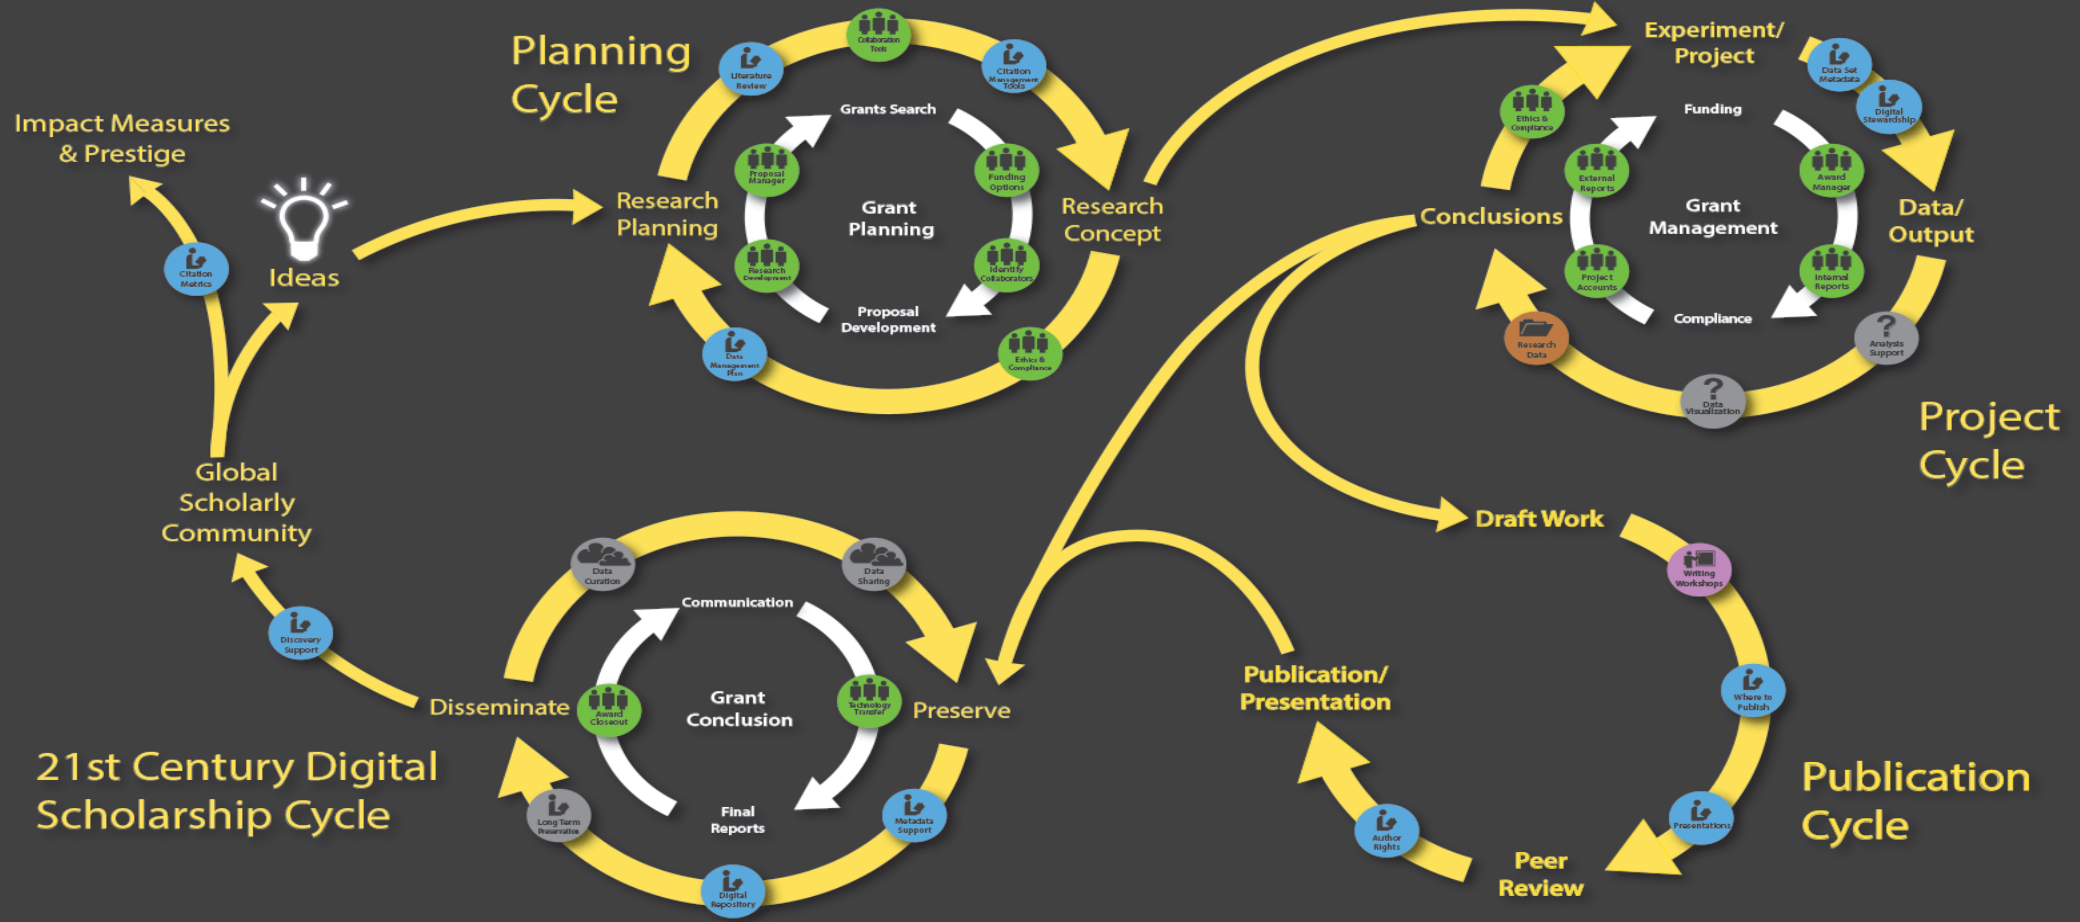 Planning
Cycle
Literature
Review
Collaboration
Tools
Citation
Management
Tools
Research
Planning
Research
Concept
Data
Management
Plan
Ethics &
Compliance
Grants Search
Proposal
Manager
Funding
Options
Grant
Planning
Research
Development
Identify
Collaborators
Proposal
Development
Experiment/
Project
Data Set
Metadata
Digital
Stewardship
Ethics &
Compliance
Funding
External
Reports
Award
Manager
Conclusions
Grant
Management
Data/
Output
Project
Accounts
Internal
Reports
Compliance
Research
Data
Analysis
Support
Data
Visualization
Project
Cycle
Impact Measures
& Prestige
Citation
Metrics
Ideas
Global
Scholarly
Community
Discovery
Support
Disseminate
Data
Curation
Data
Sharing
Communication
Award
Closeout
Grant
Conclusion
Technology
Transfer
Preserve
Final
Reports
Long Term
Preservation
Metadata
Support
Digital
Repository
21st Century Digital
Scholarship Cycle
Draft Work
Writing
Workshops
Where to
Publish
Presentations
Peer
Review
Author
Rights
Publication/
Presentation
Publication
Cycle